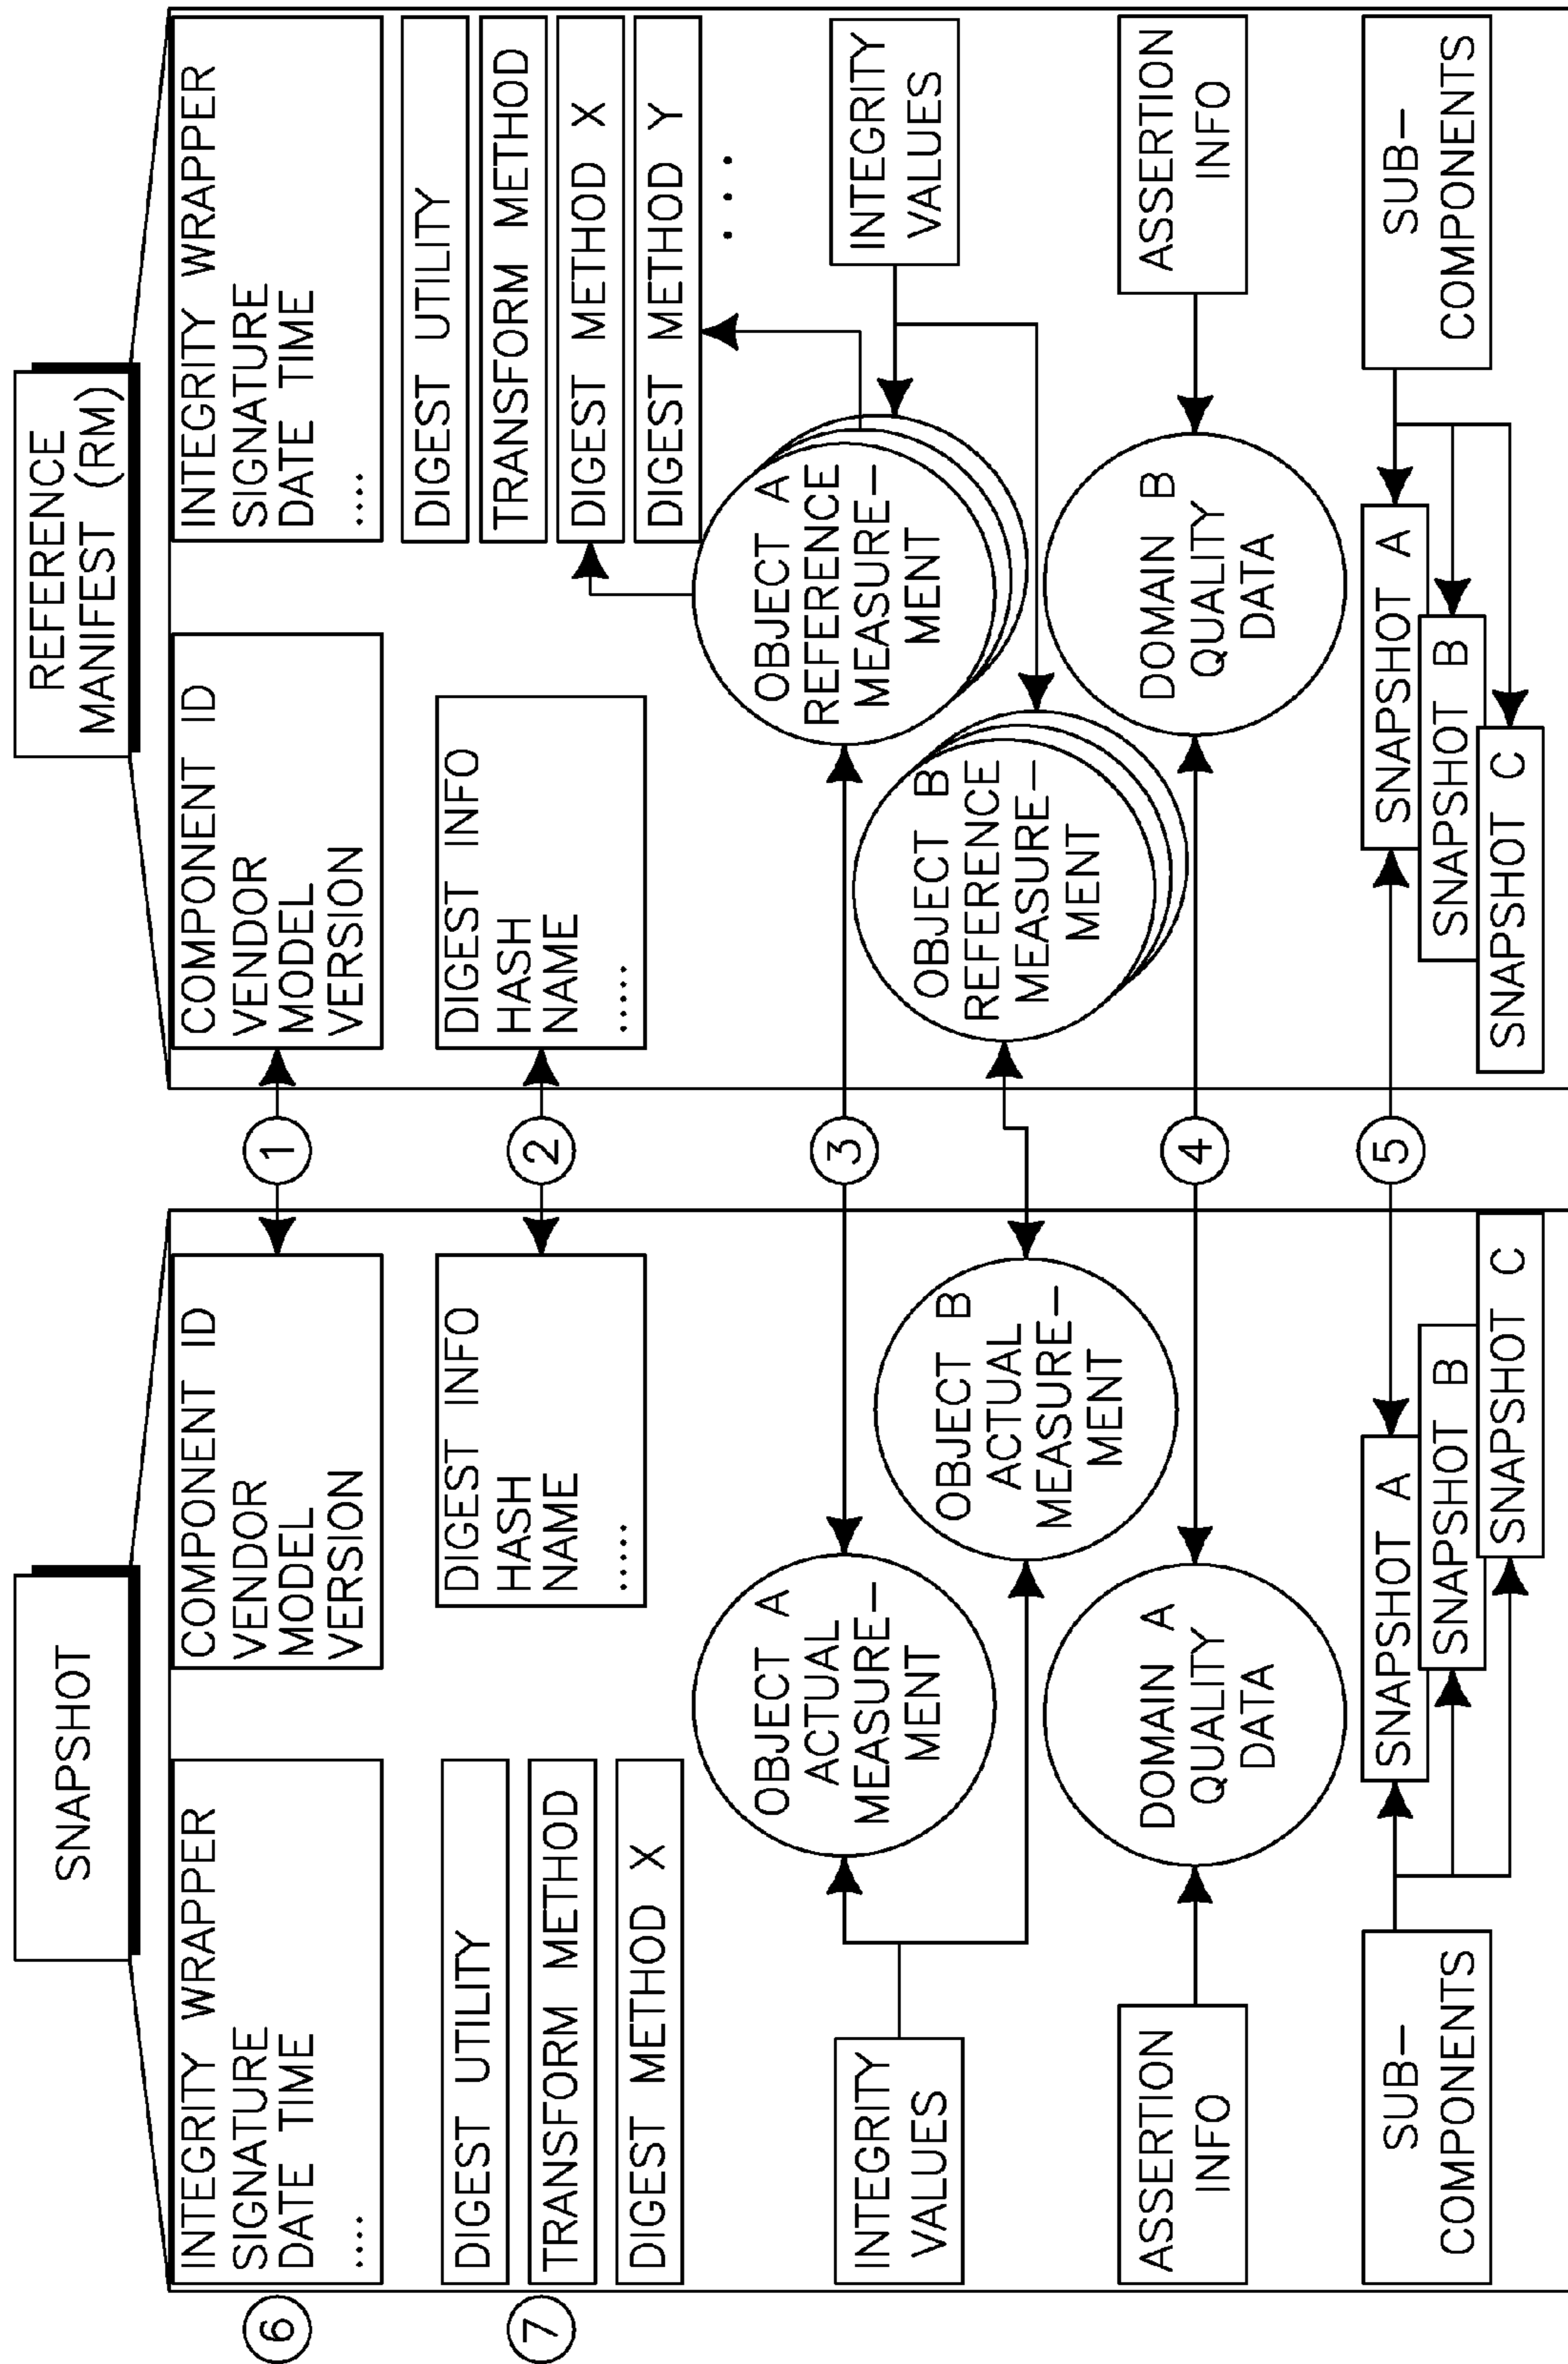 SNAPSHOT
REFERENCE
MANIFEST (RM)
6
INTEGRITY WRAPPER
SIGNATURE
DATE TIME
....
COMPONENT ID
VENDOR
MODEL
VERSION
1
COMPONENT ID
VENDOR
MODEL
VERSION
INTEGRITY WRAPPER
SIGNATURE
DATE TIME
....
7
DIGEST UTILITY
TRANSFORM METHOD
DIGEST METHOD X
DIGEST INFO
HASH
NAME
.....
2
DIGEST INFO
HASH
NAME
.....
DIGEST UTILITY
TRANSFORM METHOD
DIGEST METHOD X
DIGEST METHOD Y
...
INTEGRITY
VALUES
OBJECT A
ACTUAL
MEASURE-
MENT
OBJECT B
ACTUAL
MEASURE-
MENT
3
OBJECT B
REFERENCE
MEASURE-
MENT
OBJECT A
REFERENCE
MEASURE-
MENT
INTEGRITY
VALUES
ASSERTION
INFO
DOMAIN A
QUALITY
DATA
4
DOMAIN B
QUALITY
DATA
ASSERTION
INFO
SUB-
COMPONENTS
SNAPSHOT A
SNAPSHOT B
SNAPSHOT C
5
SNAPSHOT A
SNAPSHOT B
SNAPSHOT C
SUB-
COMPONENTS